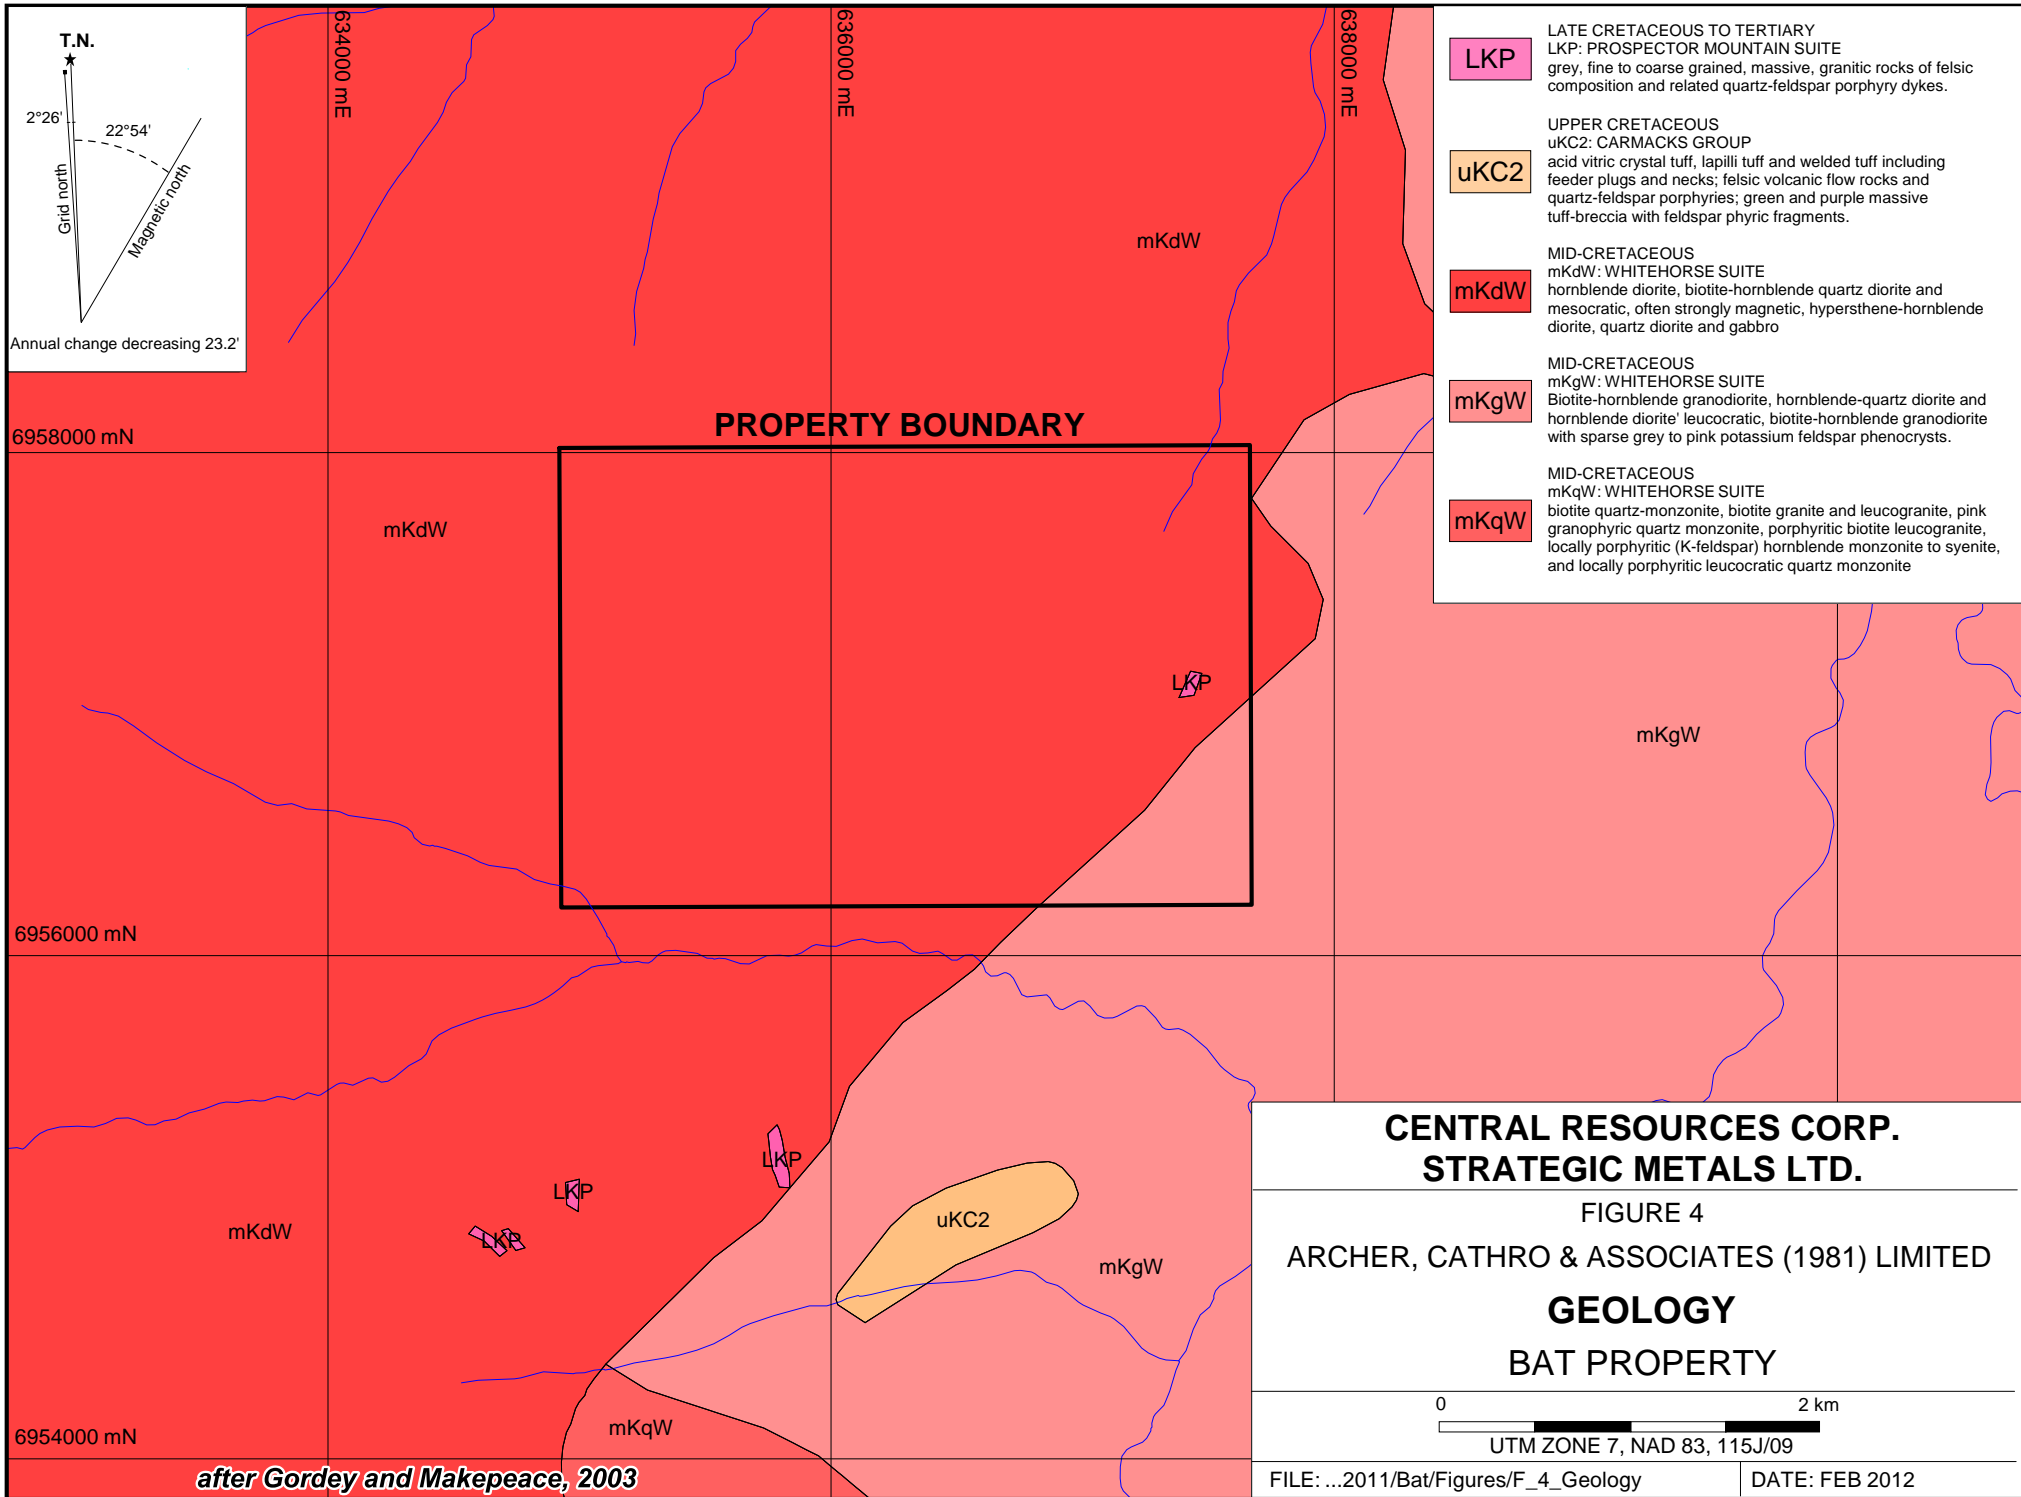 T.N.
2°26'
22°54'
Grid north
Magnetic north
Annual change decreasing 23.2'
634000 mE
636000 mE
638000 mE
LKP
LATE CRETACEOUS TO TERTIARY
LKP: PROSPECTOR MOUNTAIN SUITE
grey, fine to coarse grained, massive, granitic rocks of felsic
composition and related quartz-feldspar porphyry dykes.
uKC2
UPPER CRETACEOUS
uKC2: CARMACKS GROUP
acid vitric crystal tuff, lapilli tuff and welded tuff including
feeder plugs and necks; felsic volcanic flow rocks and
quartz-feldspar porphyries; green and purple massive
tuff-breccia with feldspar phyric fragments.
mKdW
MID-CRETACEOUS
mKdW: WHITEHORSE SUITE
hornblende diorite, biotite-hornblende quartz diorite and
mesocratic, often strongly magnetic, hypersthene-hornblende
diorite, quartz diorite and gabbro
mKgW
MID-CRETACEOUS
mKgW: WHITEHORSE SUITE
Biotite-hornblende granodiorite, hornblende-quartz diorite and
hornblende diorite' leucocratic, biotite-hornblende granodiorite
with sparse grey to pink potassium feldspar phenocrysts.
mKqW
MID-CRETACEOUS
mKqW: WHITEHORSE SUITE
biotite quartz-monzonite, biotite granite and leucogranite, pink
granophyric quartz monzonite, porphyritic biotite leucogranite,
locally porphyritic (K-feldspar) hornblende monzonite to syenite,
and locally porphyritic leucocratic quartz monzonite
mKdW
PROPERTY BOUNDARY
6958000 mN
mKdW
LKP
mKgW
6956000 mN
LKP
LKP
LKP
mKdW
uKC2
mKgW
mKqW
6954000 mN
after Gordey and Makepeace, 2003
CENTRAL RESOURCES CORP.
STRATEGIC METALS LTD.
FIGURE 4
ARCHER, CATHRO & ASSOCIATES (1981) LIMITED
GEOLOGY
BAT PROPERTY
0 2 km
UTM ZONE 7, NAD 83, 115J/09
FILE: ...2011/Bat/Figures/F_4_Geology
DATE: FEB 2012